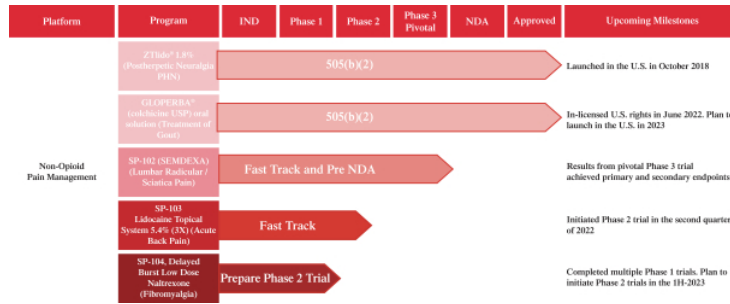 Platform
Program
IND
Phase 1
Phase 2
Phase 3
Pivotal
NDA
Approved
Upcoming Milestones
Non-Opioid
Pain Management
ZTlido® 1.8%
(Postherpetic Neuralgia
PHN)
505(b)(2)
Launched in the U.S. in October 2018
GLOPERBA®
(colchicine USP) oral
solution (Treatment of
Gout)
505(b)(2)
In-licensed U.S. rights in June 2022. Plan to
launch in the U.S. in 2023
SP-102 (SEMDEXA)
(Lumbar Radicular /
Sciatica Pain)
Fast Track and Pre NDA
Results from pivotal Phase 3 trial
achieved primary and secondary endpoints
SP-103
Lidocaine Topical
System 5.4% (3X) (Acute
Back Pain)
Fast Track
Initiated Phase 2 trial in the second quarter
of 2022
SP-104, Delayed
Burst Low Dose
Naltrexone
(Fibromyalgia)
Prepare Phase 2 Trial
Completed multiple Phase 1 trials. Plan to
initiate Phase 2 trials in the 1H-2023